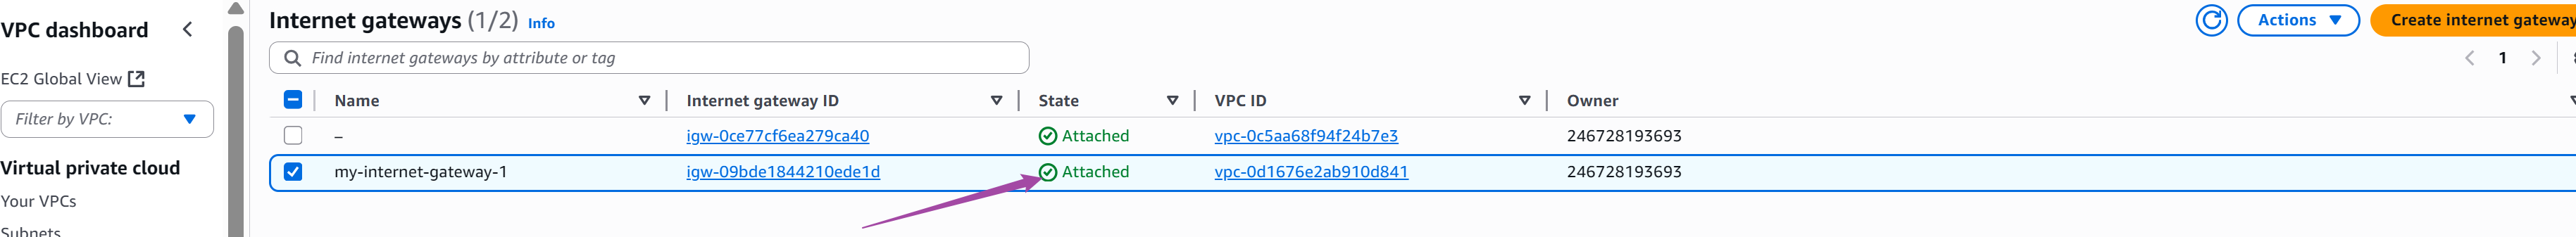 VPC dashboard
EC2 Global View
Filter by VPC:
Virtual private cloud
Your VPCs
Subnets
Internet gateways (1/2) Info
Actions
Create internet gateway
Find internet gateways by attribute or tag
1
Name Internet gateway ID State VPC ID Owner
– igw-0ce77cf6ea279ca40 Attached vpc-0c5aa68f94f24b7e3 246728193693
my-internet-gateway-1 igw-09bde1844210ede1d Attached vpc-0d1676e2ab910d841 246728193693